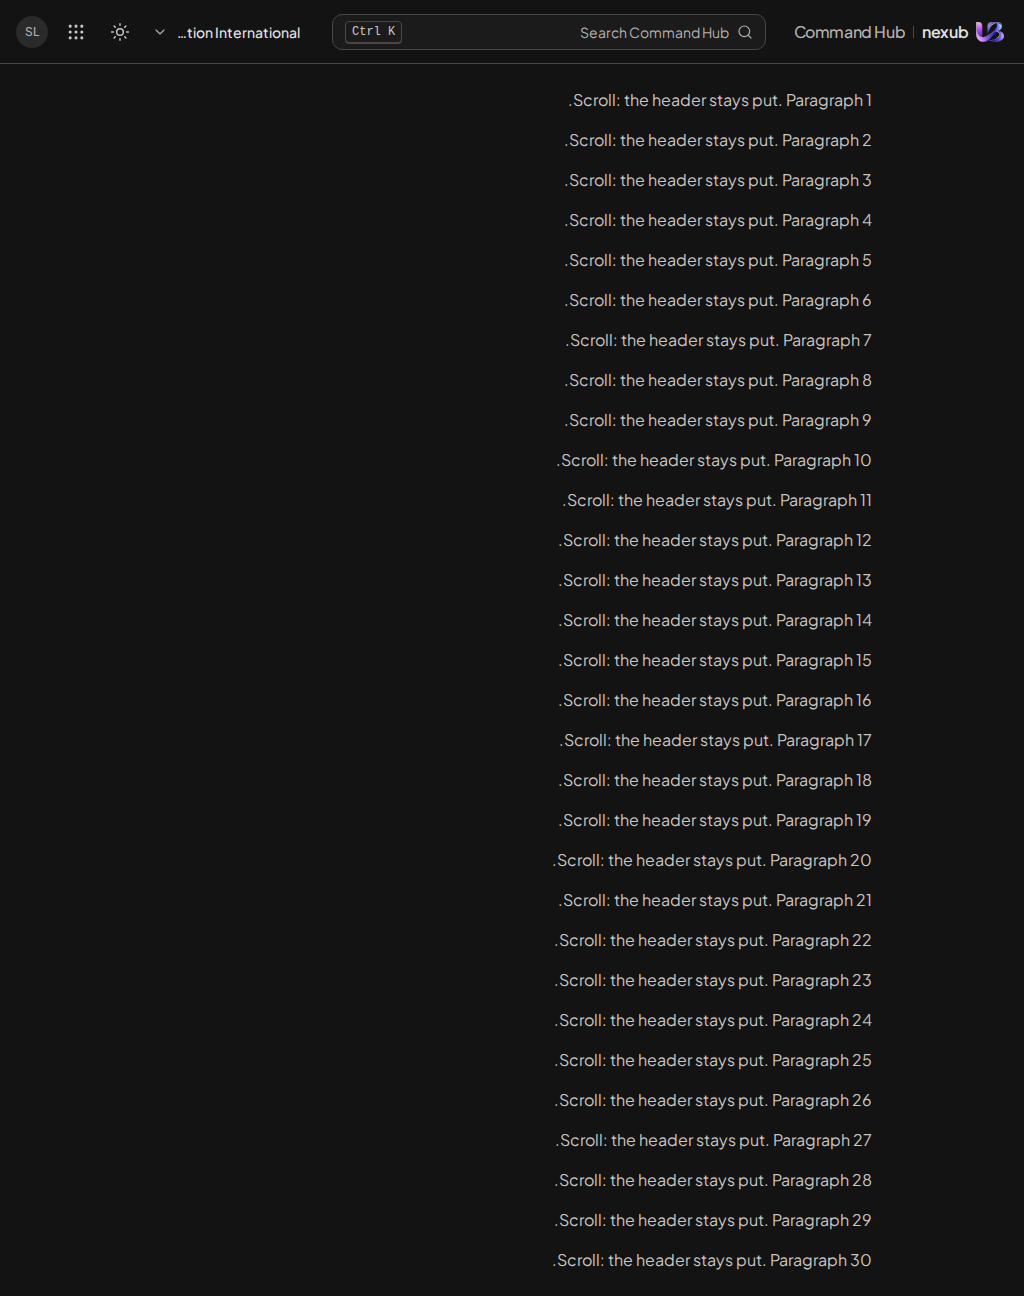 nexub | Command Hub
Search Command Hub
Ctrl K
…tion International
SL
.Scroll: the header stays put. Paragraph 1
.Scroll: the header stays put. Paragraph 2
.Scroll: the header stays put. Paragraph 3
.Scroll: the header stays put. Paragraph 4
.Scroll: the header stays put. Paragraph 5
.Scroll: the header stays put. Paragraph 6
.Scroll: the header stays put. Paragraph 7
.Scroll: the header stays put. Paragraph 8
.Scroll: the header stays put. Paragraph 9
.Scroll: the header stays put. Paragraph 10
.Scroll: the header stays put. Paragraph 11
.Scroll: the header stays put. Paragraph 12
.Scroll: the header stays put. Paragraph 13
.Scroll: the header stays put. Paragraph 14
.Scroll: the header stays put. Paragraph 15
.Scroll: the header stays put. Paragraph 16
.Scroll: the header stays put. Paragraph 17
.Scroll: the header stays put. Paragraph 18
.Scroll: the header stays put. Paragraph 19
.Scroll: the header stays put. Paragraph 20
.Scroll: the header stays put. Paragraph 21
.Scroll: the header stays put. Paragraph 22
.Scroll: the header stays put. Paragraph 23
.Scroll: the header stays put. Paragraph 24
.Scroll: the header stays put. Paragraph 25
.Scroll: the header stays put. Paragraph 26
.Scroll: the header stays put. Paragraph 27
.Scroll: the header stays put. Paragraph 28
.Scroll: the header stays put. Paragraph 29
.Scroll: the header stays put. Paragraph 30